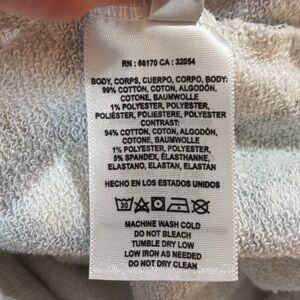 RN : 66170 CA : 32054
BODY, CORPS, CUERPO, CORPO, BODY:
99% COTTON, COTON, ALGODÓN,
COTONE, BAUMWOLLE
1% POLYESTER, POLYESTER,
POLIÉSTER, POLIESTERE, POLYESTER
CONTRAST:
94% COTTON, COTON, ALGODÓN,
COTONE, BAUMWOLLE
1% POLYESTER, POLYESTER,
5% SPANDEX, ÉLASTHANNE,
ELASTANO, ELASTAN, ELASTANO
HECHO EN LOS ESTADOS UNIDOS
30
MACHINE WASH COLD
DO NOT BLEACH
TUMBLE DRY LOW
LOW IRON AS NEEDED
DO NOT DRY CLEAN